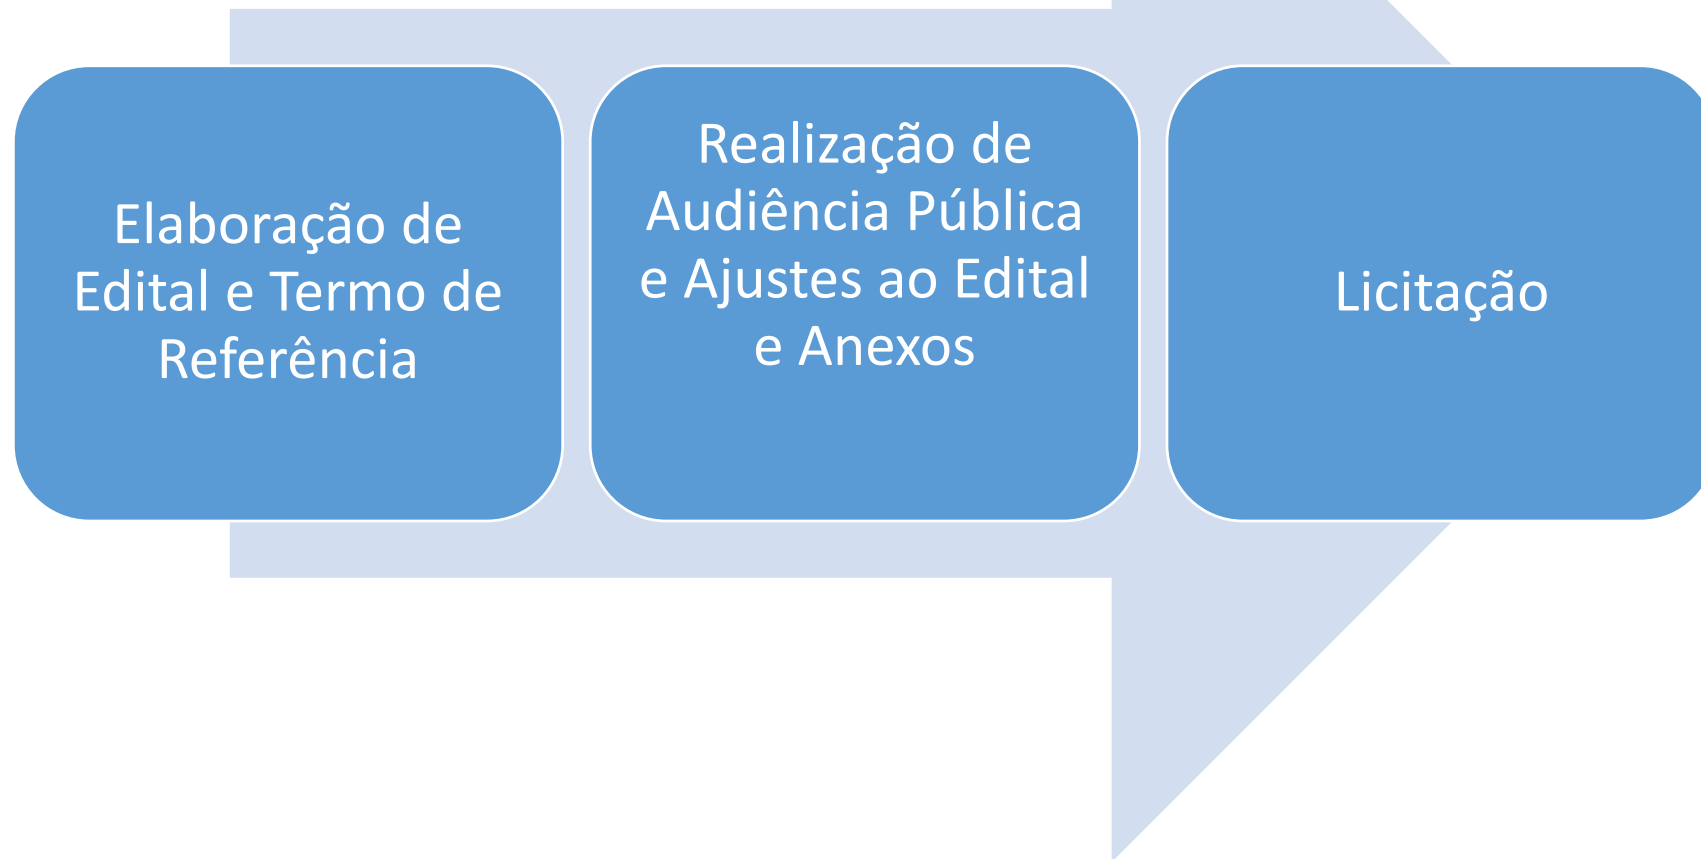 Elaboração de
Edital e Termo de
Referência
Realização de
Audiência Pública
e Ajustes ao Edital
e Anexos
Licitação